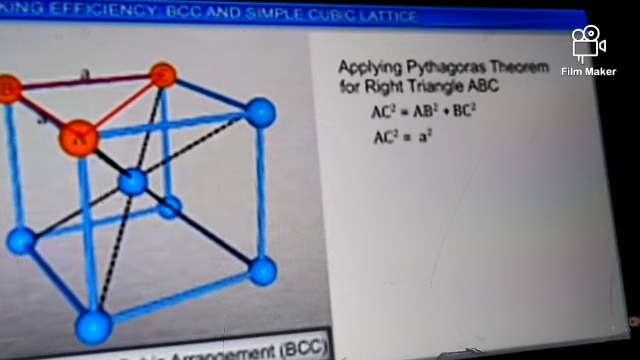 KING EFFICIENCY, BCC AND SIMPLE CUBIC LATTICE
Film Maker
Applying Pythagoras Theorem
for Right Triangle ABC
AC² = AB² + BC²
AC² = a²
B
a
C
a
A
Cubic Arrangement (BCC)